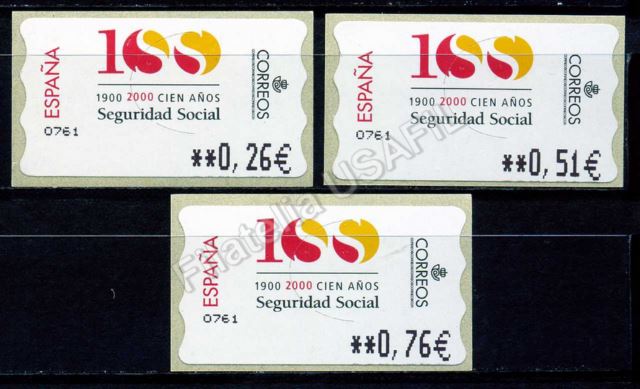 ESPAÑA
100
1900 2000 CIEN AÑOS
Seguridad Social
CORREOS
0761
**0,26€
ESPAÑA
100
1900 2000 CIEN AÑOS
Seguridad Social
CORREOS
0761
**0,51€
ESPAÑA
100
1900 2000 CIEN AÑOS
Seguridad Social
CORREOS
0761
**0,76€
Filatelia USAFIL